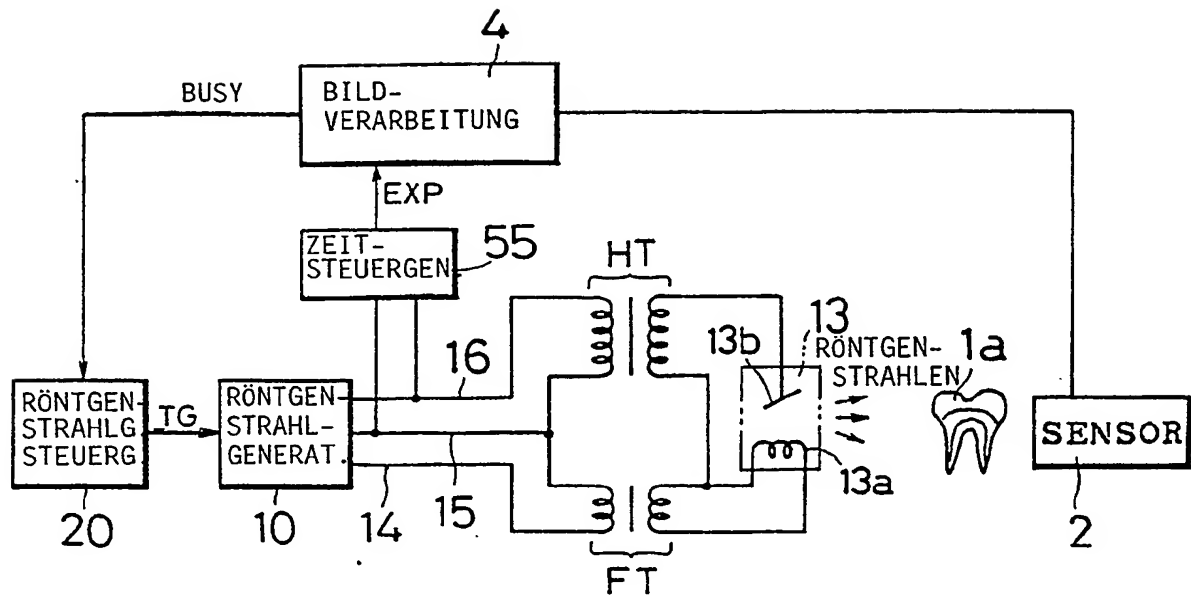 4
BUSY
BILD-
VERARBEITUNG
EXP
ZEIT-
STEUERGEN
55
HT
16
13b
13
RÖNTGEN-
STRAHLEN
1a
RÖNTGEN-
STRAHLG
STEUERG
TG
RÖNTGEN-
STRAHL-
GENERAT.
SENSOR
13a
20
10
14
15
2
FT